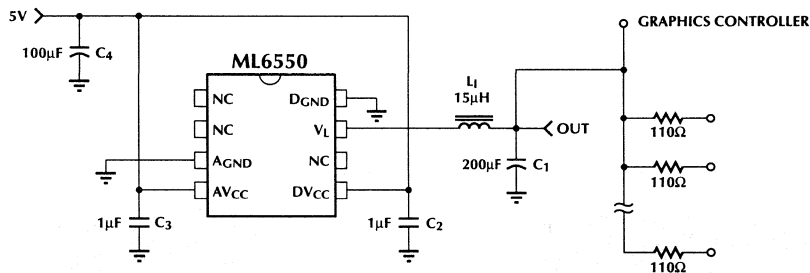 5V
GRAPHICS CONTROLLER
100µF C4
ML6550
NC
DGND
L1
15µH
NC
VL
OUT
110Ω
AGND
NC
200µF C1
110Ω
AVCC
DVCC
1µF C3
1µF C2
110Ω